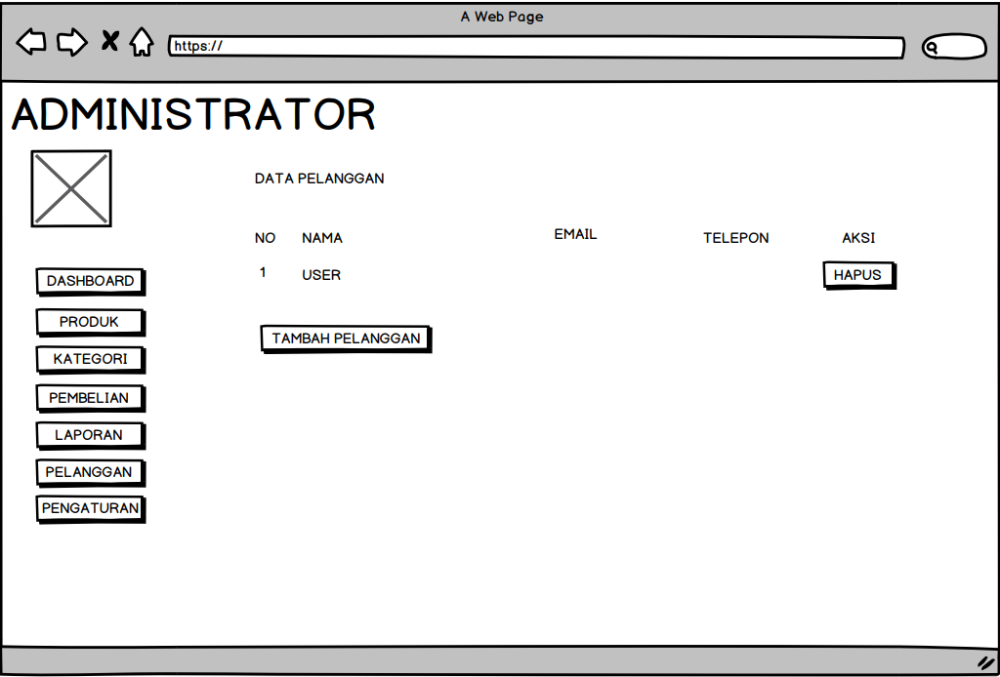 A Web Page
https://
ADMINISTRATOR
DATA PELANGGAN
NO NAMA EMAIL TELEPON AKSI
1 USER HAPUS
TAMBAH PELANGGAN
DASHBOARD
PRODUK
KATEGORI
PEMBELIAN
LAPORAN
PELANGGAN
PENGATURAN